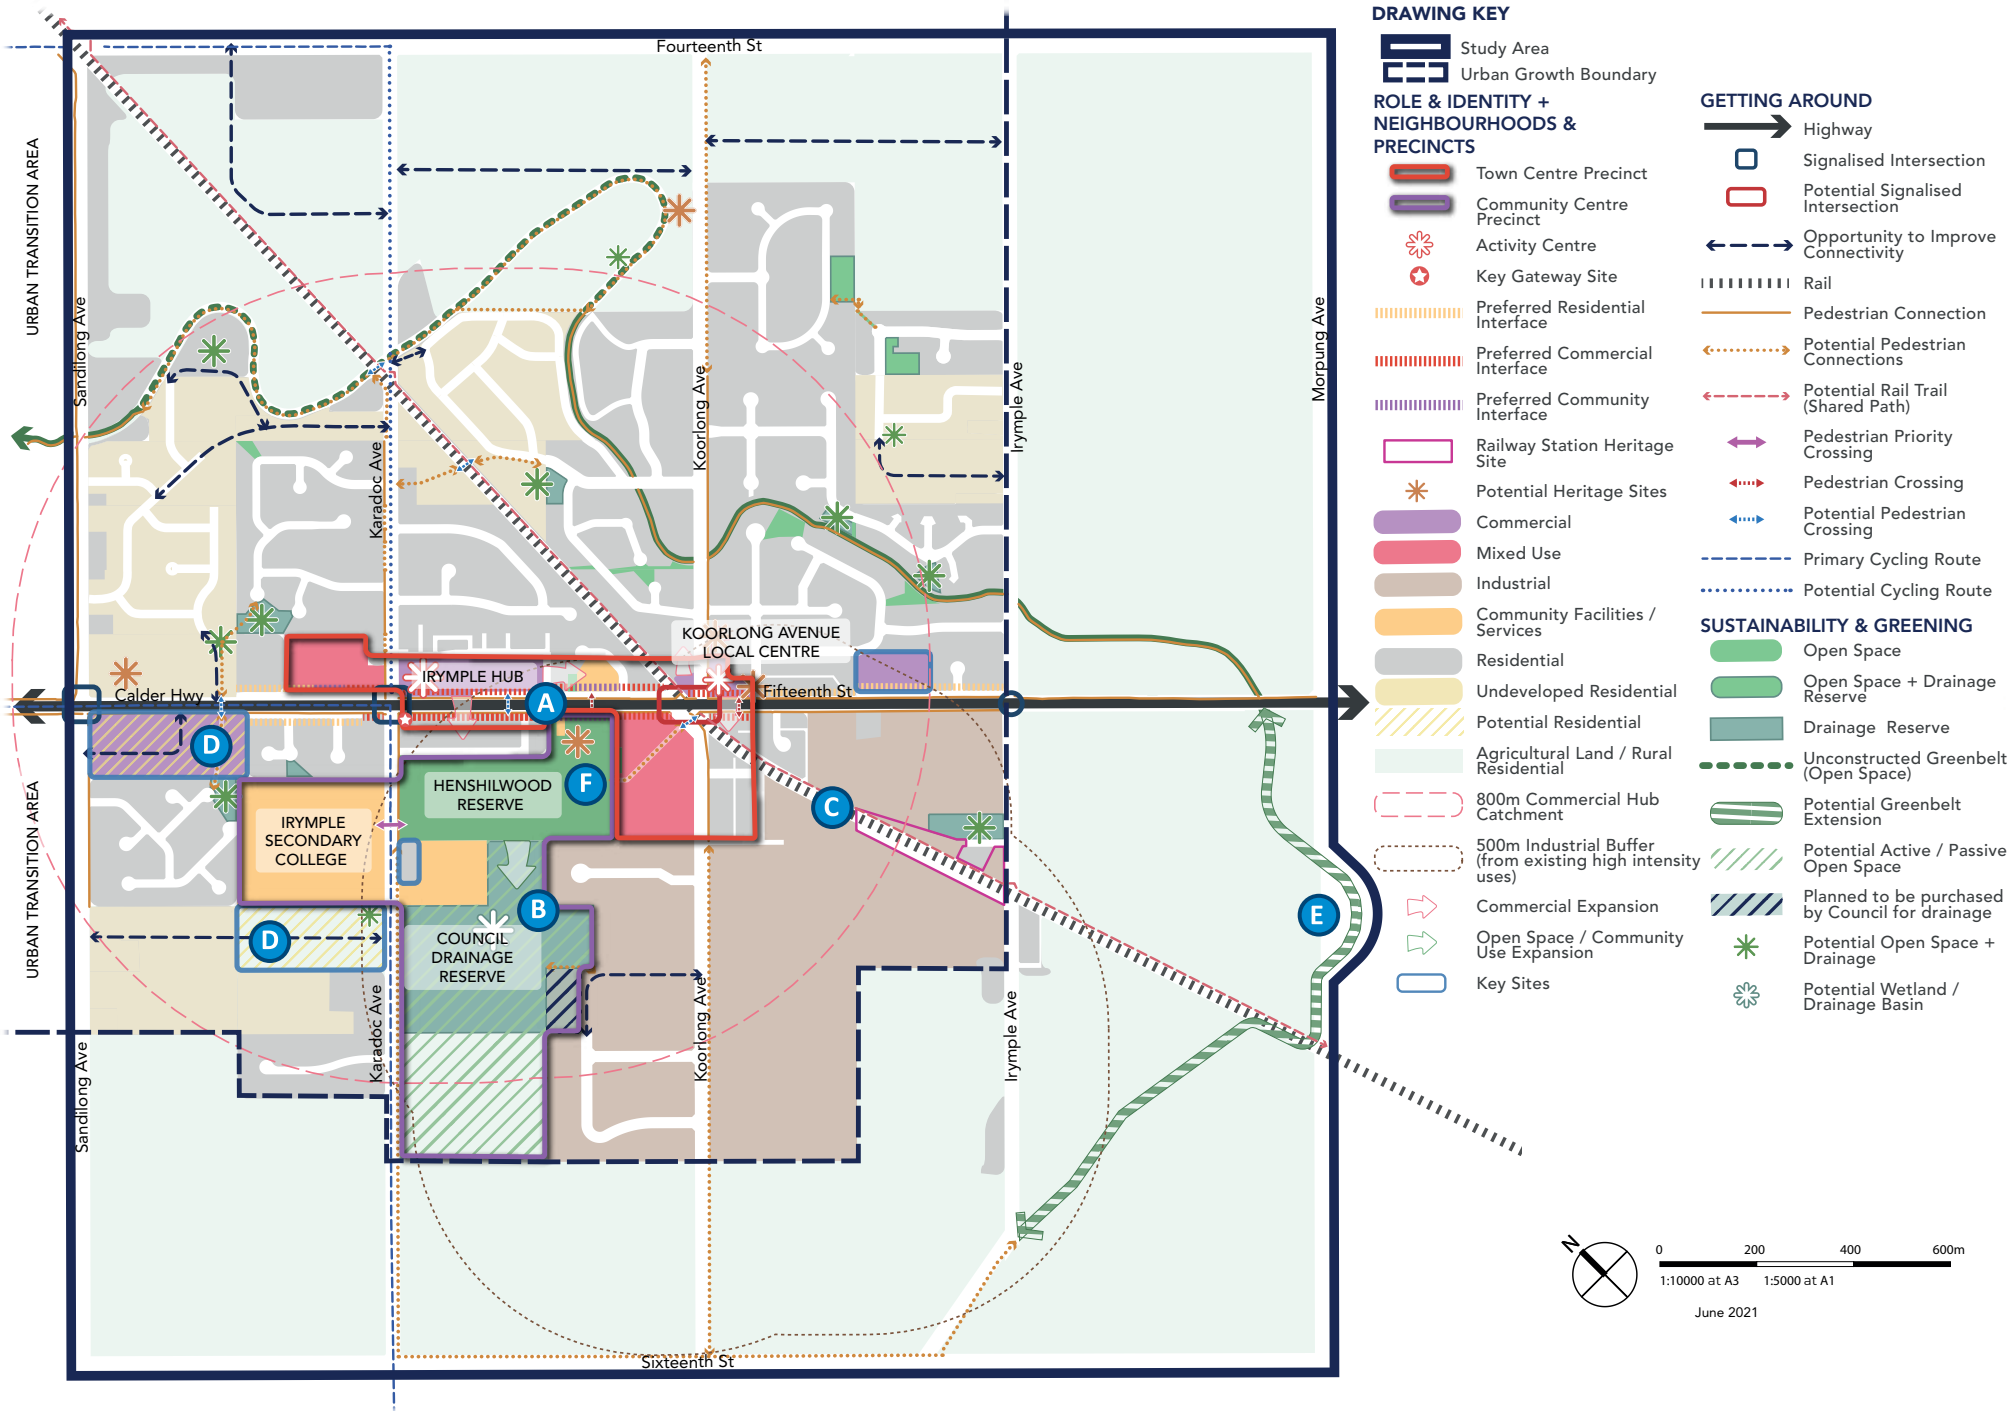 Fourteenth St
URBAN TRANSITION AREA
Sandilong Ave
Karadoc Ave
Koorlong Ave
Irymple Ave
Morpung Ave
KOORLONG AVENUE
LOCAL CENTRE
IRYMPLE HUB
Calder Hwy
Fifteenth St
A
D
HENSHILWOOD
RESERVE
F
C
IRYMPLE
SECONDARY
COLLEGE
URBAN TRANSITION AREA
B
E
D
COUNCIL
DRAINAGE
RESERVE
Sandilong Ave
Karadoc Ave
Koorlong Ave
Irymple Ave
Sixteenth St
DRAWING KEY
Study Area
Urban Growth Boundary
ROLE & IDENTITY +
NEIGHBOURHOODS &
PRECINCTS
Town Centre Precinct
Community Centre
Precinct
Activity Centre
Key Gateway Site
Preferred Residential
Interface
Preferred Commercial
Interface
Preferred Community
Interface
Railway Station Heritage
Site
Potential Heritage Sites
Commercial
Mixed Use
Industrial
Community Facilities /
Services
Residential
Undeveloped Residential
Potential Residential
Agricultural Land / Rural
Residential
800m Commercial Hub
Catchment
500m Industrial Buffer
(from existing high intensity
uses)
Commercial Expansion
Open Space / Community
Use Expansion
Key Sites
GETTING AROUND
Highway
Signalised Intersection
Potential Signalised
Intersection
Opportunity to Improve
Connectivity
Rail
Pedestrian Connection
Potential Pedestrian
Connections
Potential Rail Trail
(Shared Path)
Pedestrian Priority
Crossing
Pedestrian Crossing
Potential Pedestrian
Crossing
Primary Cycling Route
Potential Cycling Route
SUSTAINABILITY & GREENING
Open Space
Open Space + Drainage
Reserve
Drainage Reserve
Unconstructed Greenbelt
(Open Space)
Potential Greenbelt
Extension
Potential Active / Passive
Open Space
Planned to be purchased
by Council for drainage
Potential Open Space +
Drainage
Potential Wetland /
Drainage Basin
N
0 200 400 600m
1:10000 at A3 1:5000 at A1
June 2021